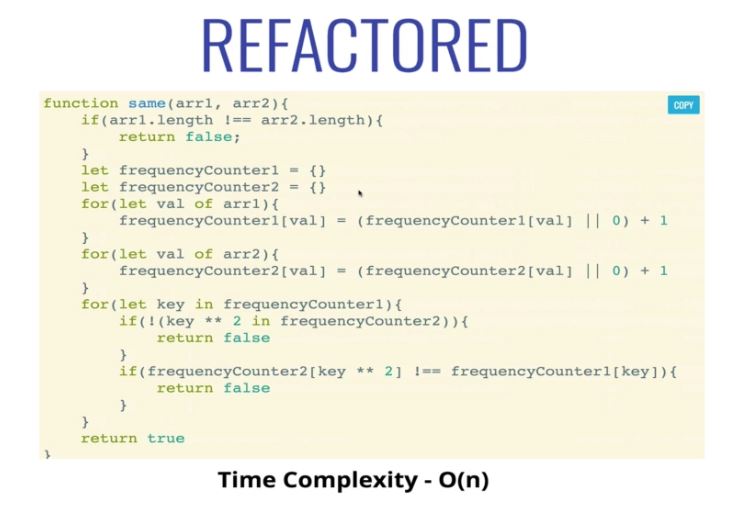 REFACTORED
COPY
function same(arr1, arr2){
    if(arr1.length !== arr2.length){
        return false;
    }
    let frequencyCounter1 = {}
    let frequencyCounter2 = {}
    for(let val of arr1){
        frequencyCounter1[val] = (frequencyCounter1[val] || 0) + 1
    }
    for(let val of arr2){
        frequencyCounter2[val] = (frequencyCounter2[val] || 0) + 1
    }
    for(let key in frequencyCounter1){
        if(!(key ** 2 in frequencyCounter2)){
            return false
        }
        if(frequencyCounter2[key ** 2] !== frequencyCounter1[key]){
            return false
        }
    }
    return true
}
Time Complexity - O(n)